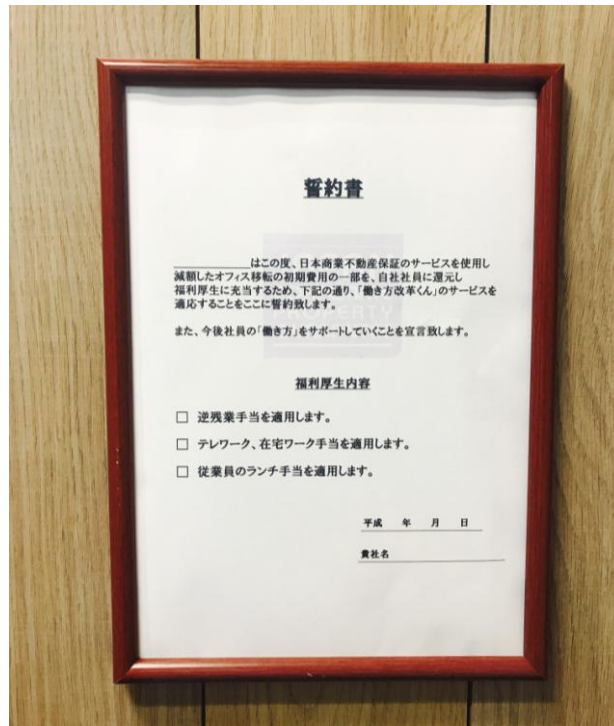 誓約書
＿＿＿＿＿＿はこの度、日本商業不動産保証のサービスを使用し
減額したオフィス移転の初期費用の一部を、自社社員に還元し
福利厚生に充当するため、下記の通り、「働き方改革くん」のサービスを
適応することをここに誓約致します。
また、今後社員の「働き方」をサポートしていくことを宣言致します。
PROPERTY
福利厚生内容
□ 逆残業手当を適用します。
□ テレワーク、在宅ワーク手当を適用します。
□ 従業員のランチ手当を適用します。
平成 年 月 日
貴社名